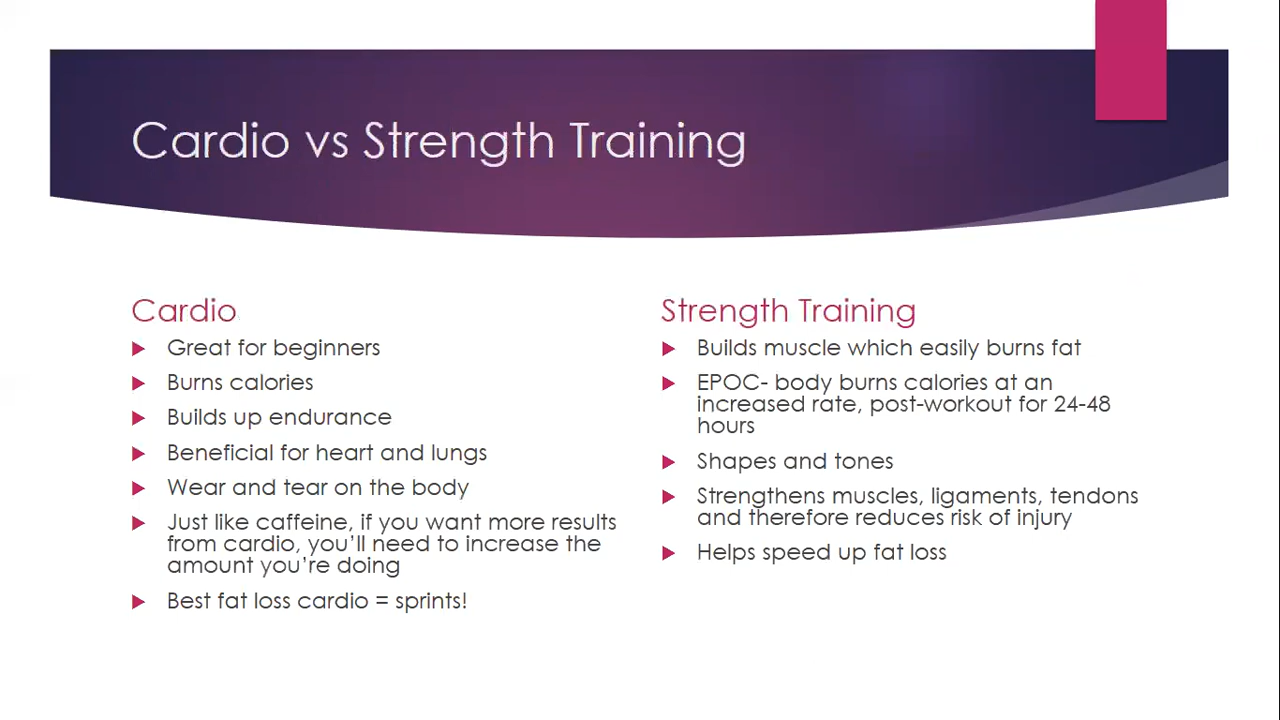 Cardio vs Strength Training
Cardio
Great for beginners
Burns calories
Builds up endurance
Beneficial for heart and lungs
Wear and tear on the body
Just like caffeine, if you want more results
from cardio, you’ll need to increase the
amount you’re doing
Best fat loss cardio = sprints!
Strength Training
Builds muscle which easily burns fat
EPOC- body burns calories at an
increased rate, post-workout for 24-48
hours
Shapes and tones
Strengthens muscles, ligaments, tendons
and therefore reduces risk of injury
Helps speed up fat loss